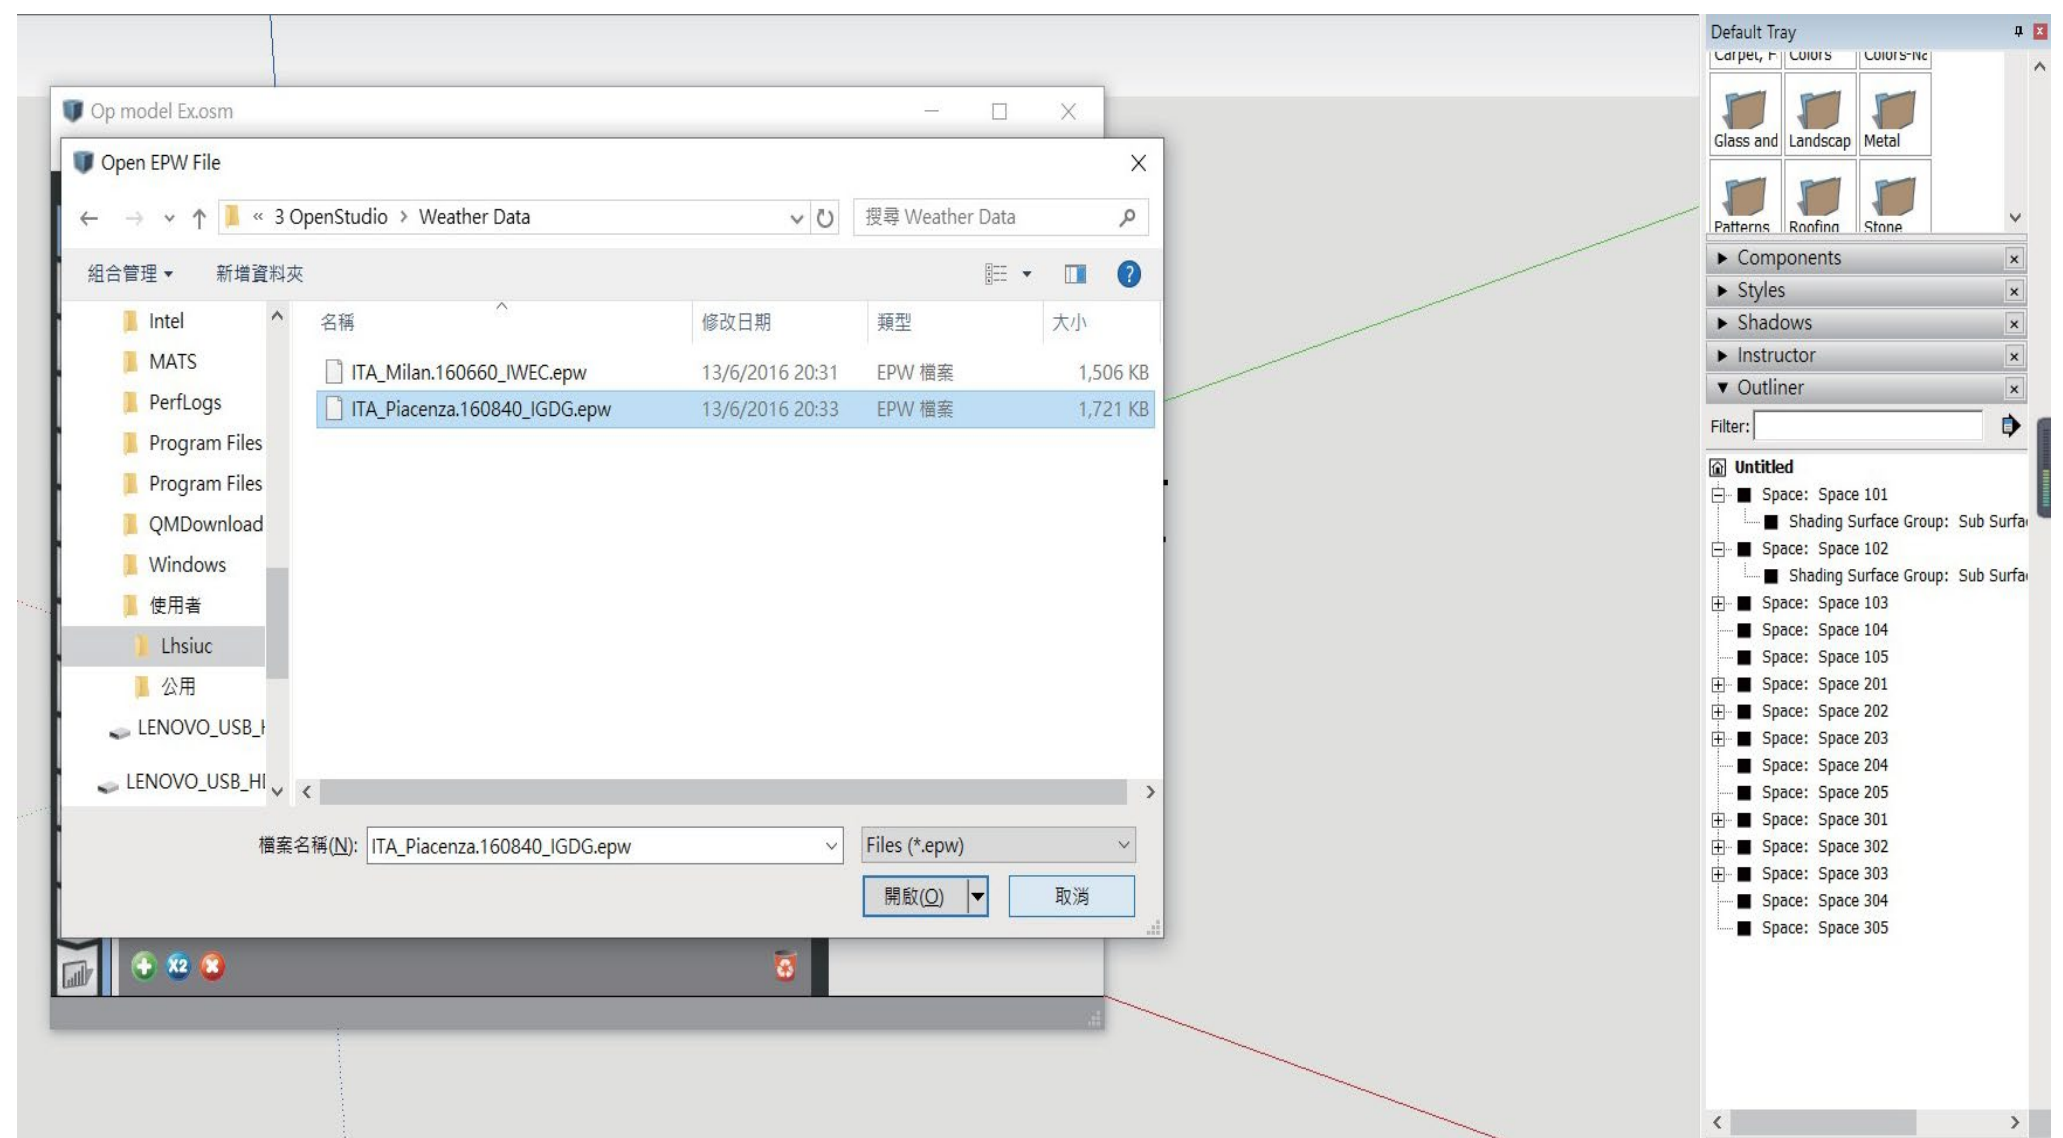 Default Tray
Carpet, F
Colors
Colors-Na
Op model Ex.osm
Glass and
Landscap
Metal
Open EPW File
« 3 OpenStudio > Weather Data
搜尋 Weather Data
Patterns
Roofing
Stone
組合管理
新增資料夾
Components
Styles
Shadows
Instructor
Outliner
Filter:
Intel
MATS
PerfLogs
Program Files
Program Files
QMDownload
Windows
使用者
Lhsiuc
公用
LENOVO_USB_H
LENOVO_USB_HI
名稱 修改日期 類型 大小
ITA_Milan.160660_IWEC.epw 13/6/2016 20:31 EPW 檔案 1,506 KB
ITA_Piacenza.160840_IGDG.epw 13/6/2016 20:33 EPW 檔案 1,721 KB
檔案名稱(N): ITA_Piacenza.160840_IGDG.epw Files (*.epw)
開啟(O) 取消
X2
Untitled
Space: Space 101
Shading Surface Group: Sub Surfa
Space: Space 102
Shading Surface Group: Sub Surfa
Space: Space 103
Space: Space 104
Space: Space 105
Space: Space 201
Space: Space 202
Space: Space 203
Space: Space 204
Space: Space 205
Space: Space 301
Space: Space 302
Space: Space 303
Space: Space 304
Space: Space 305